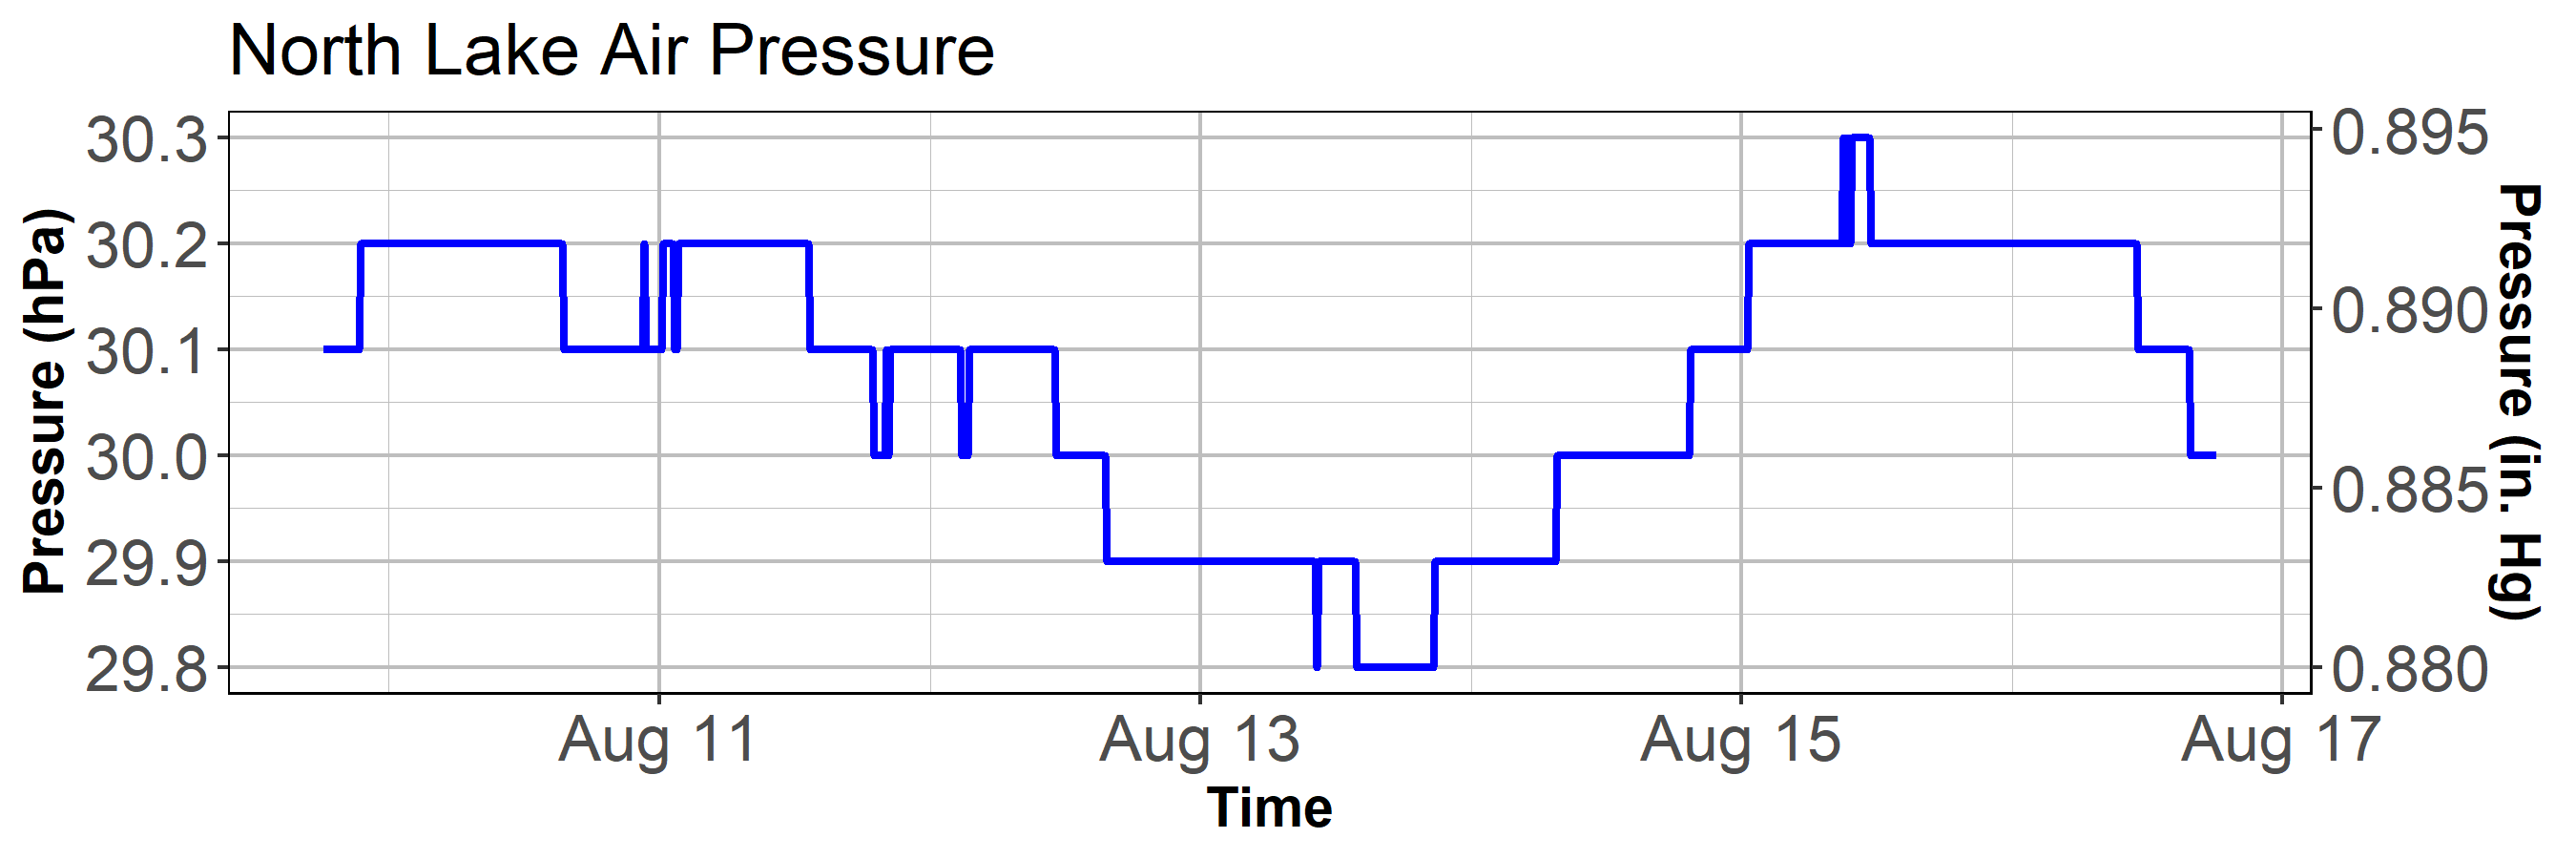 North Lake Air Pressure
Pressure (hPa)
30.3
30.2
30.1
30.0
29.9
29.8
0.895
0.890
0.885
0.880
Pressure (in. Hg)
Aug 11
Aug 13
Aug 15
Aug 17
Time